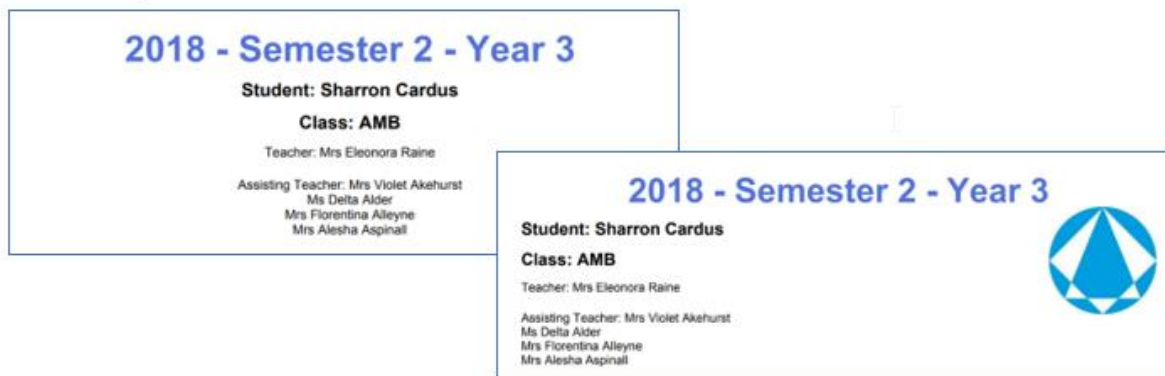 2018 - Semester 2 - Year 3
Student: Sharron Cardus
Class: AMB
Teacher: Mrs Eleonora Raine
Assisting Teacher: Mrs Violet Akehurst
Ms Delta Alder
Mrs Florentina Alleyne
Mrs Alesha Aspinall
2018 - Semester 2 - Year 3
Student: Sharron Cardus
Class: AMB
Teacher: Mrs Eleonora Raine
Assisting Teacher: Mrs Violet Akehurst
Ms Delta Alder
Mrs Florentina Alleyne
Mrs Alesha Aspinall